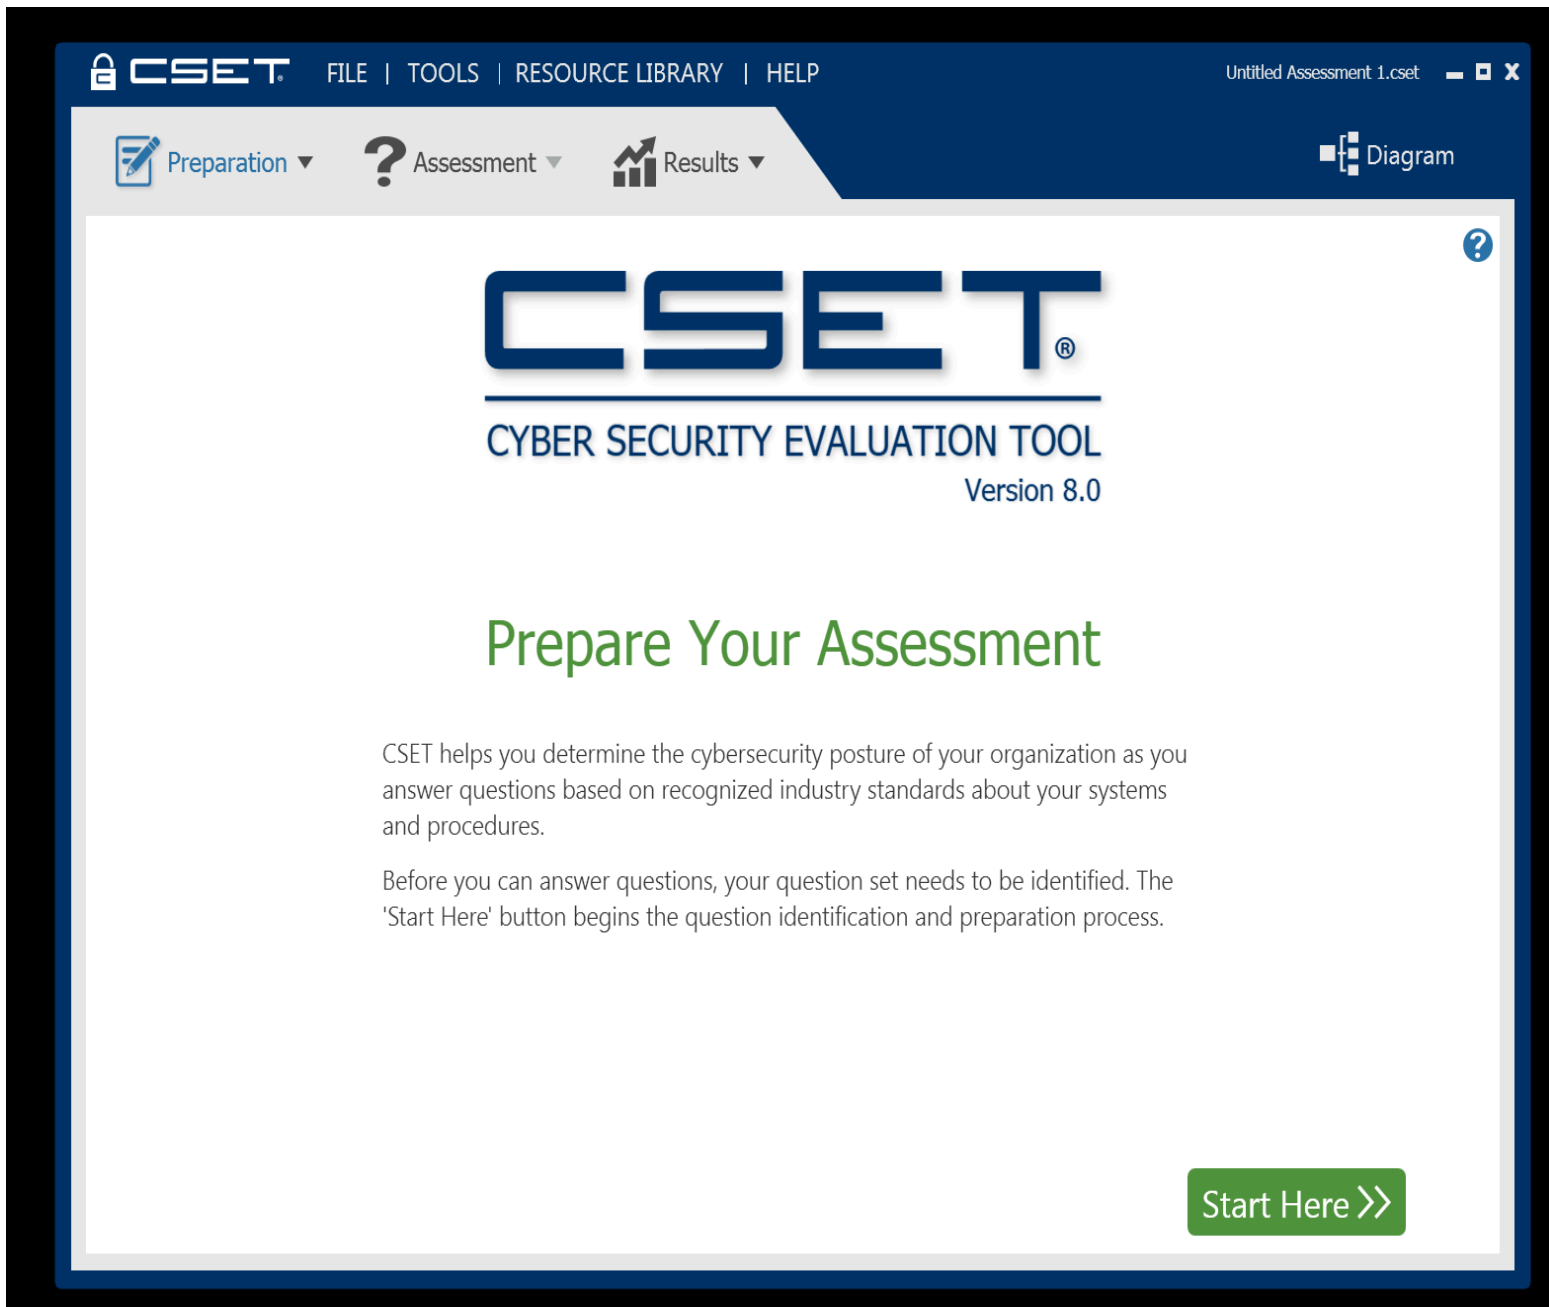 CSET® FILE | TOOLS | RESOURCE LIBRARY | HELP Untitled Assessment 1.cset
Preparation Assessment Results Diagram
CSET®
CYBER SECURITY EVALUATION TOOL
Version 8.0
Prepare Your Assessment
CSET helps you determine the cybersecurity posture of your organization as you
answer questions based on recognized industry standards about your systems
and procedures.
Before you can answer questions, your question set needs to be identified. The
'Start Here' button begins the question identification and preparation process.
Start Here